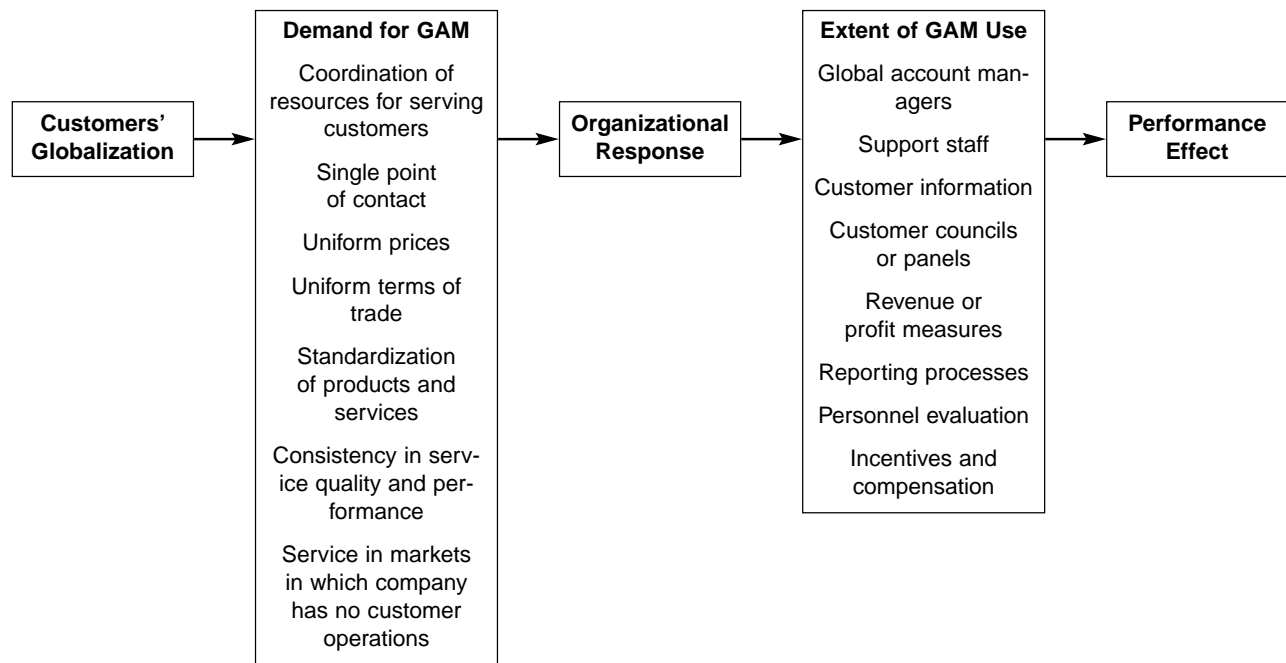 Customers’
Globalization
Demand for GAM
Coordination of
resources for serving
customers
Single point
of contact
Uniform prices
Uniform terms of
trade
Standardization
of products and
services
Consistency in serv-
ice quality and per-
formance
Service in markets
in which company
has no customer
operations
Organizational
Response
Extent of GAM Use
Global account man-
agers
Support staff
Customer information
Customer councils
or panels
Revenue or
profit measures
Reporting processes
Personnel evaluation
Incentives and
compensation
Performance
Effect